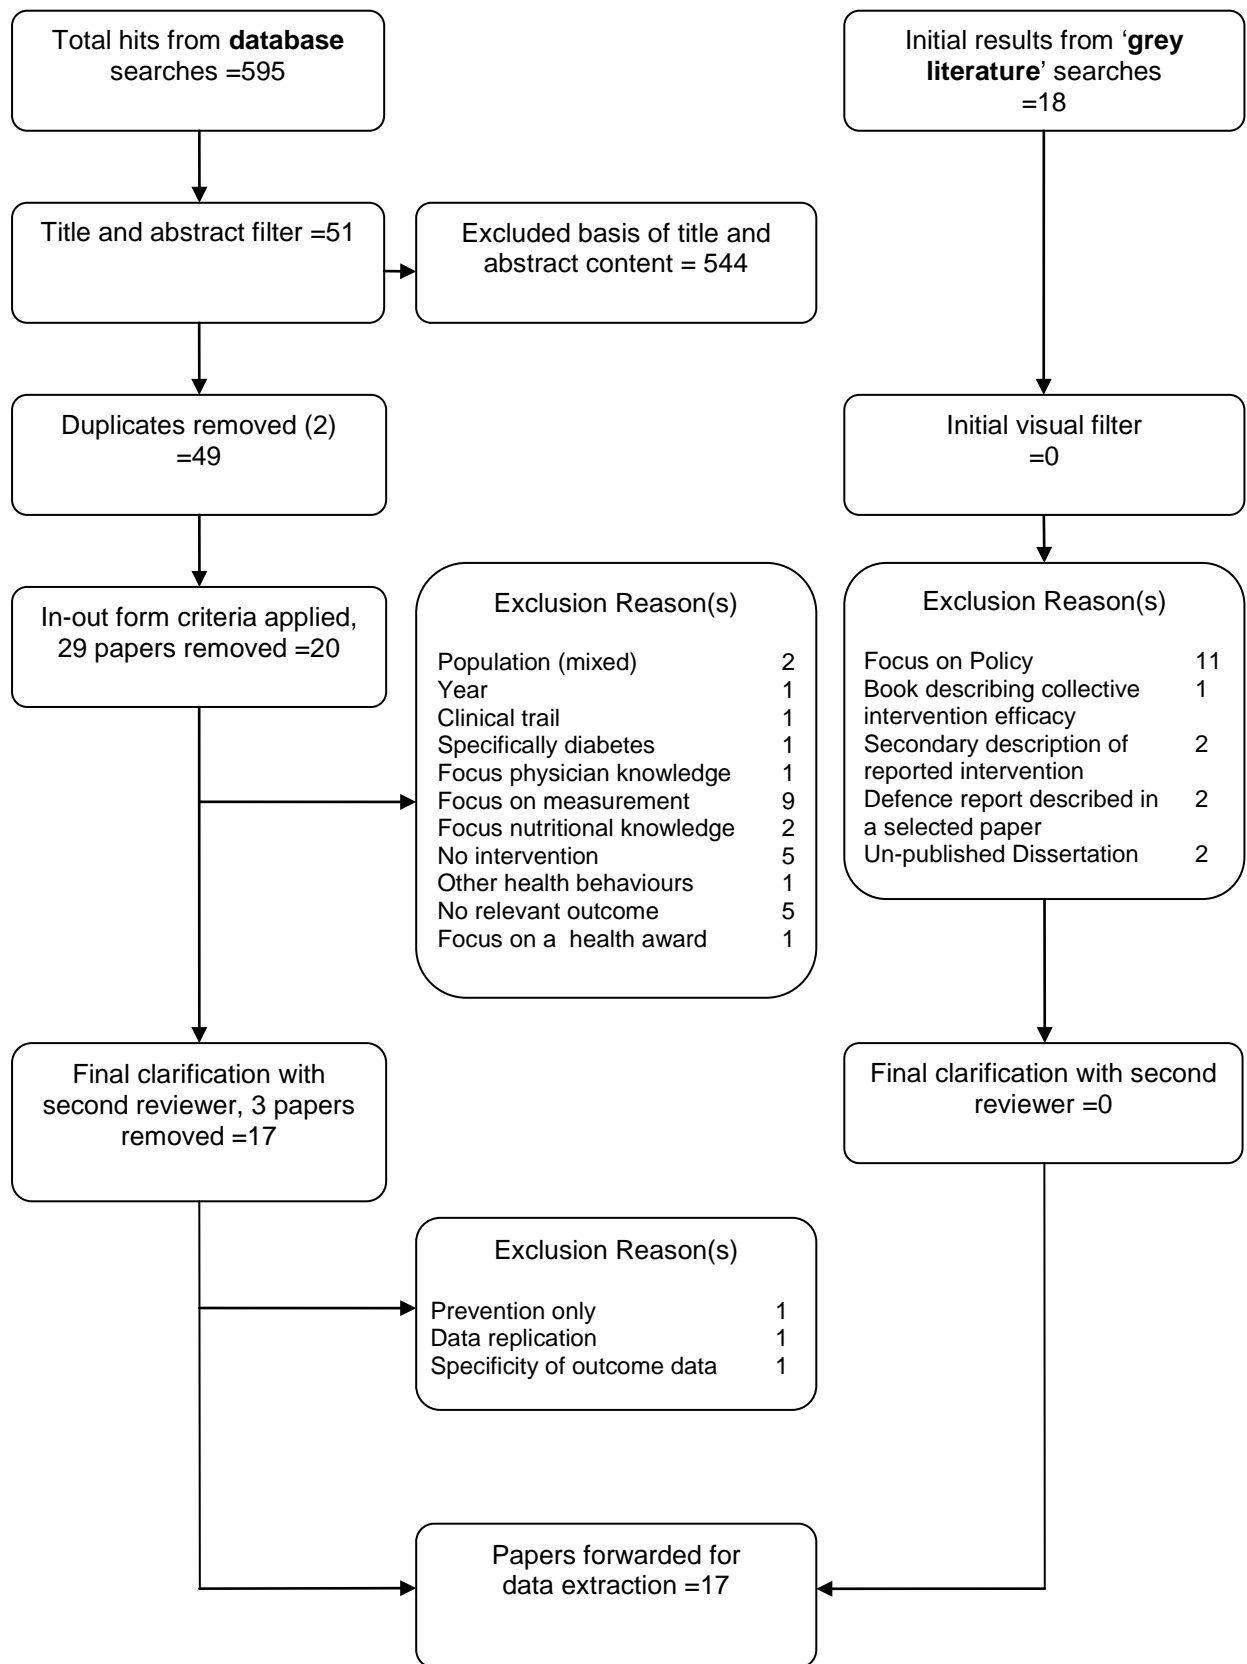 Total hits from database
searches =595
Initial results from ‘grey
literature’ searches
=18
Title and abstract filter =51
Excluded basis of title and
abstract content = 544
Duplicates removed (2)
=49
Initial visual filter
=0
In-out form criteria applied,
29 papers removed =20
Exclusion Reason(s)
Population (mixed) 2
Year 1
Clinical trail 1
Specifically diabetes 1
Focus physician knowledge 1
Focus on measurement 9
Focus nutritional knowledge 2
No intervention 5
Other health behaviours 1
No relevant outcome 5
Focus on a health award 1
Exclusion Reason(s)
Focus on Policy 11
Book describing collective 1
intervention efficacy
Secondary description of 2
reported intervention
Defence report described in 2
a selected paper
Un-published Dissertation 2
Final clarification with
second reviewer, 3 papers
removed =17
Final clarification with second
reviewer =0
Exclusion Reason(s)
Prevention only 1
Data replication 1
Specificity of outcome data 1
Papers forwarded for
data extraction =17